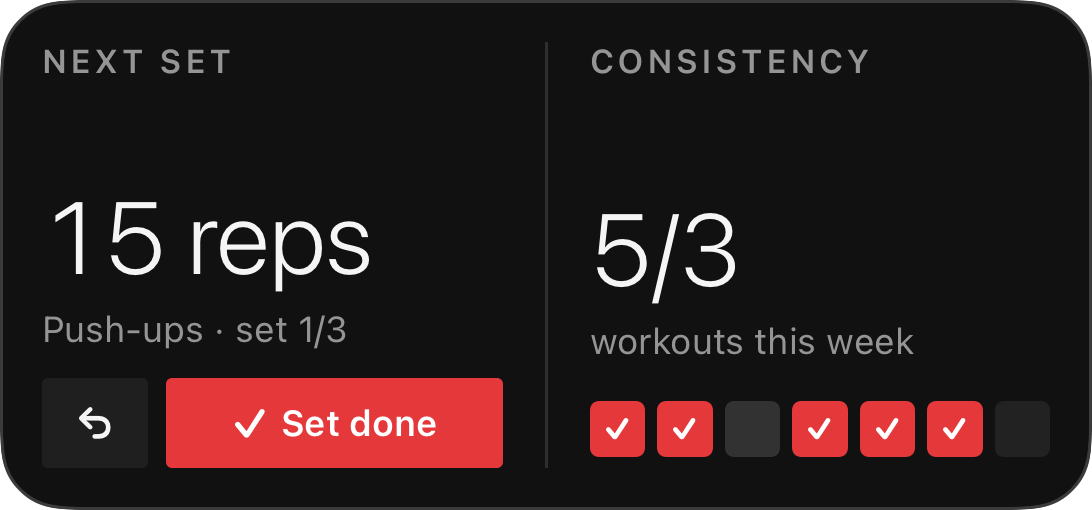 NEXT SET
15 reps
Push-ups · set 1/3
Set done
CONSISTENCY
5/3
workouts this week